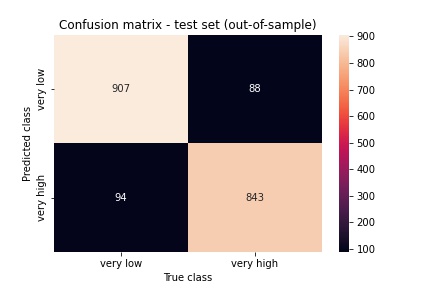 Confusion matrix - test set (out-of-sample)
Predicted class
very low
very high
907
88
94
843
very low
very high
True class
900
800
700
600
500
400
300
200
100